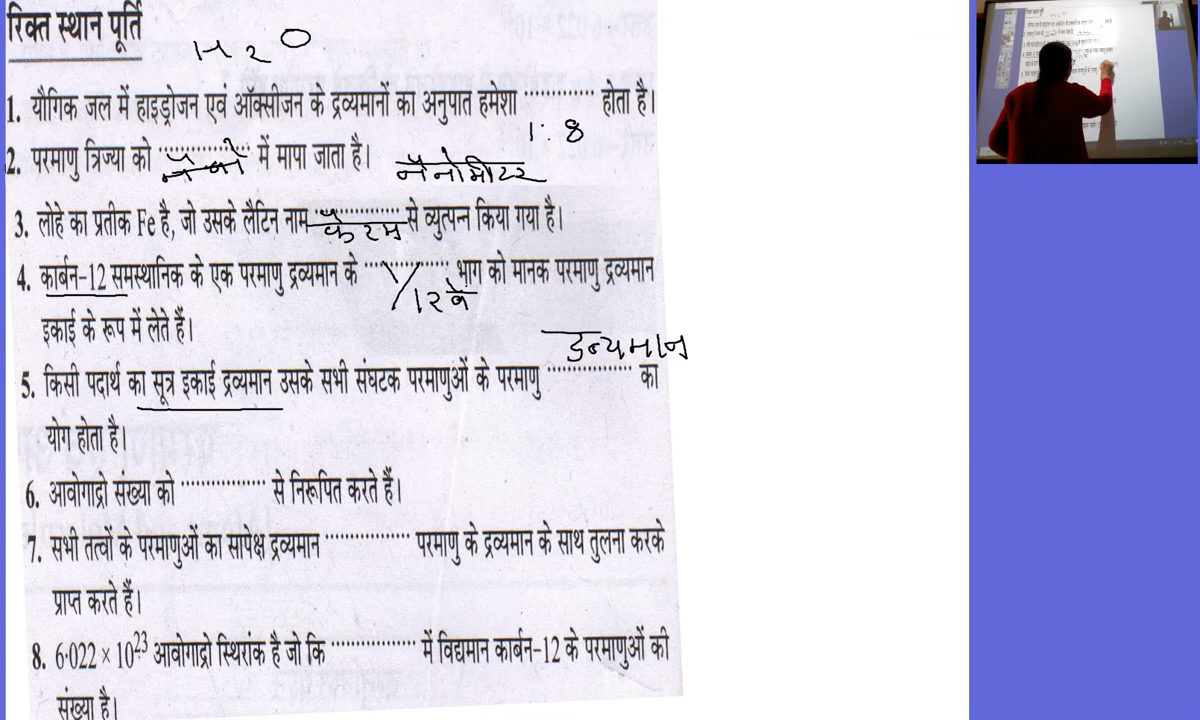 रिक्त स्थान पूर्ति
H2O
1. यौगिक जल में हाइड्रोजन एवं ऑक्सीजन के द्रव्यमानों का अनुपात हमेशा ............ होता है।
1:8
2. परमाणु त्रिज्या को ............ में मापा जाता है। नैनोमीटर
नैनो
3. लोहे का प्रतीक Fe है, जो उसके लैटिन नाम ............ से व्युत्पन्न किया गया है।
फेरम
4. कार्बन-12 समस्थानिक के एक परमाणु द्रव्यमान के ............ भाग को मानक परमाणु द्रव्यमान
1/12 वें
इकाई के रूप में लेते हैं।
द्रव्यमान
5. किसी पदार्थ का सूत्र इकाई द्रव्यमान उसके सभी संघटक परमाणुओं के परमाणु ............ का
योग होता है।
6. आवोगाद्रो संख्या को ............ से निरूपित करते हैं।
7. सभी तत्वों के परमाणुओं का सापेक्ष द्रव्यमान ............ परमाणु के द्रव्यमान के साथ तुलना करके
प्राप्त करते हैं।
8. 6·022 × 10²³ आवोगाद्रो स्थिरांक है जो कि ............ में विद्यमान कार्बन-12 के परमाणुओं की
संख्या है।